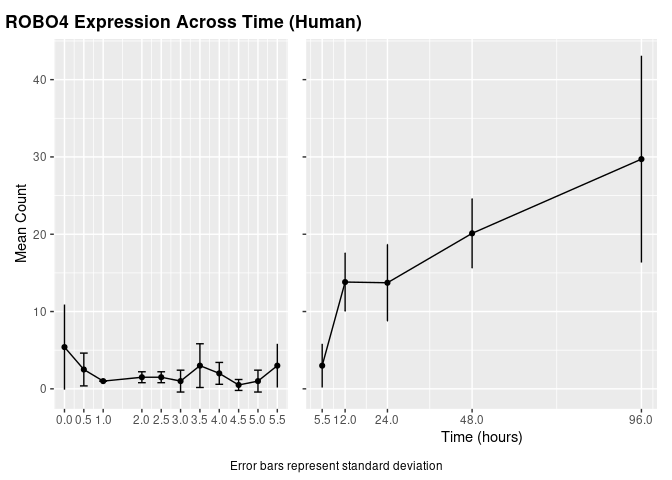 ROBO4 Expression Across Time (Human)
Mean Count
40
30
20
10
0
0.0 0.5 1.0 2.0 2.5 3.0 3.5 4.0 4.5 5.0 5.5
5.5 12.0 24.0 48.0 96.0
Time (hours)
Error bars represent standard deviation